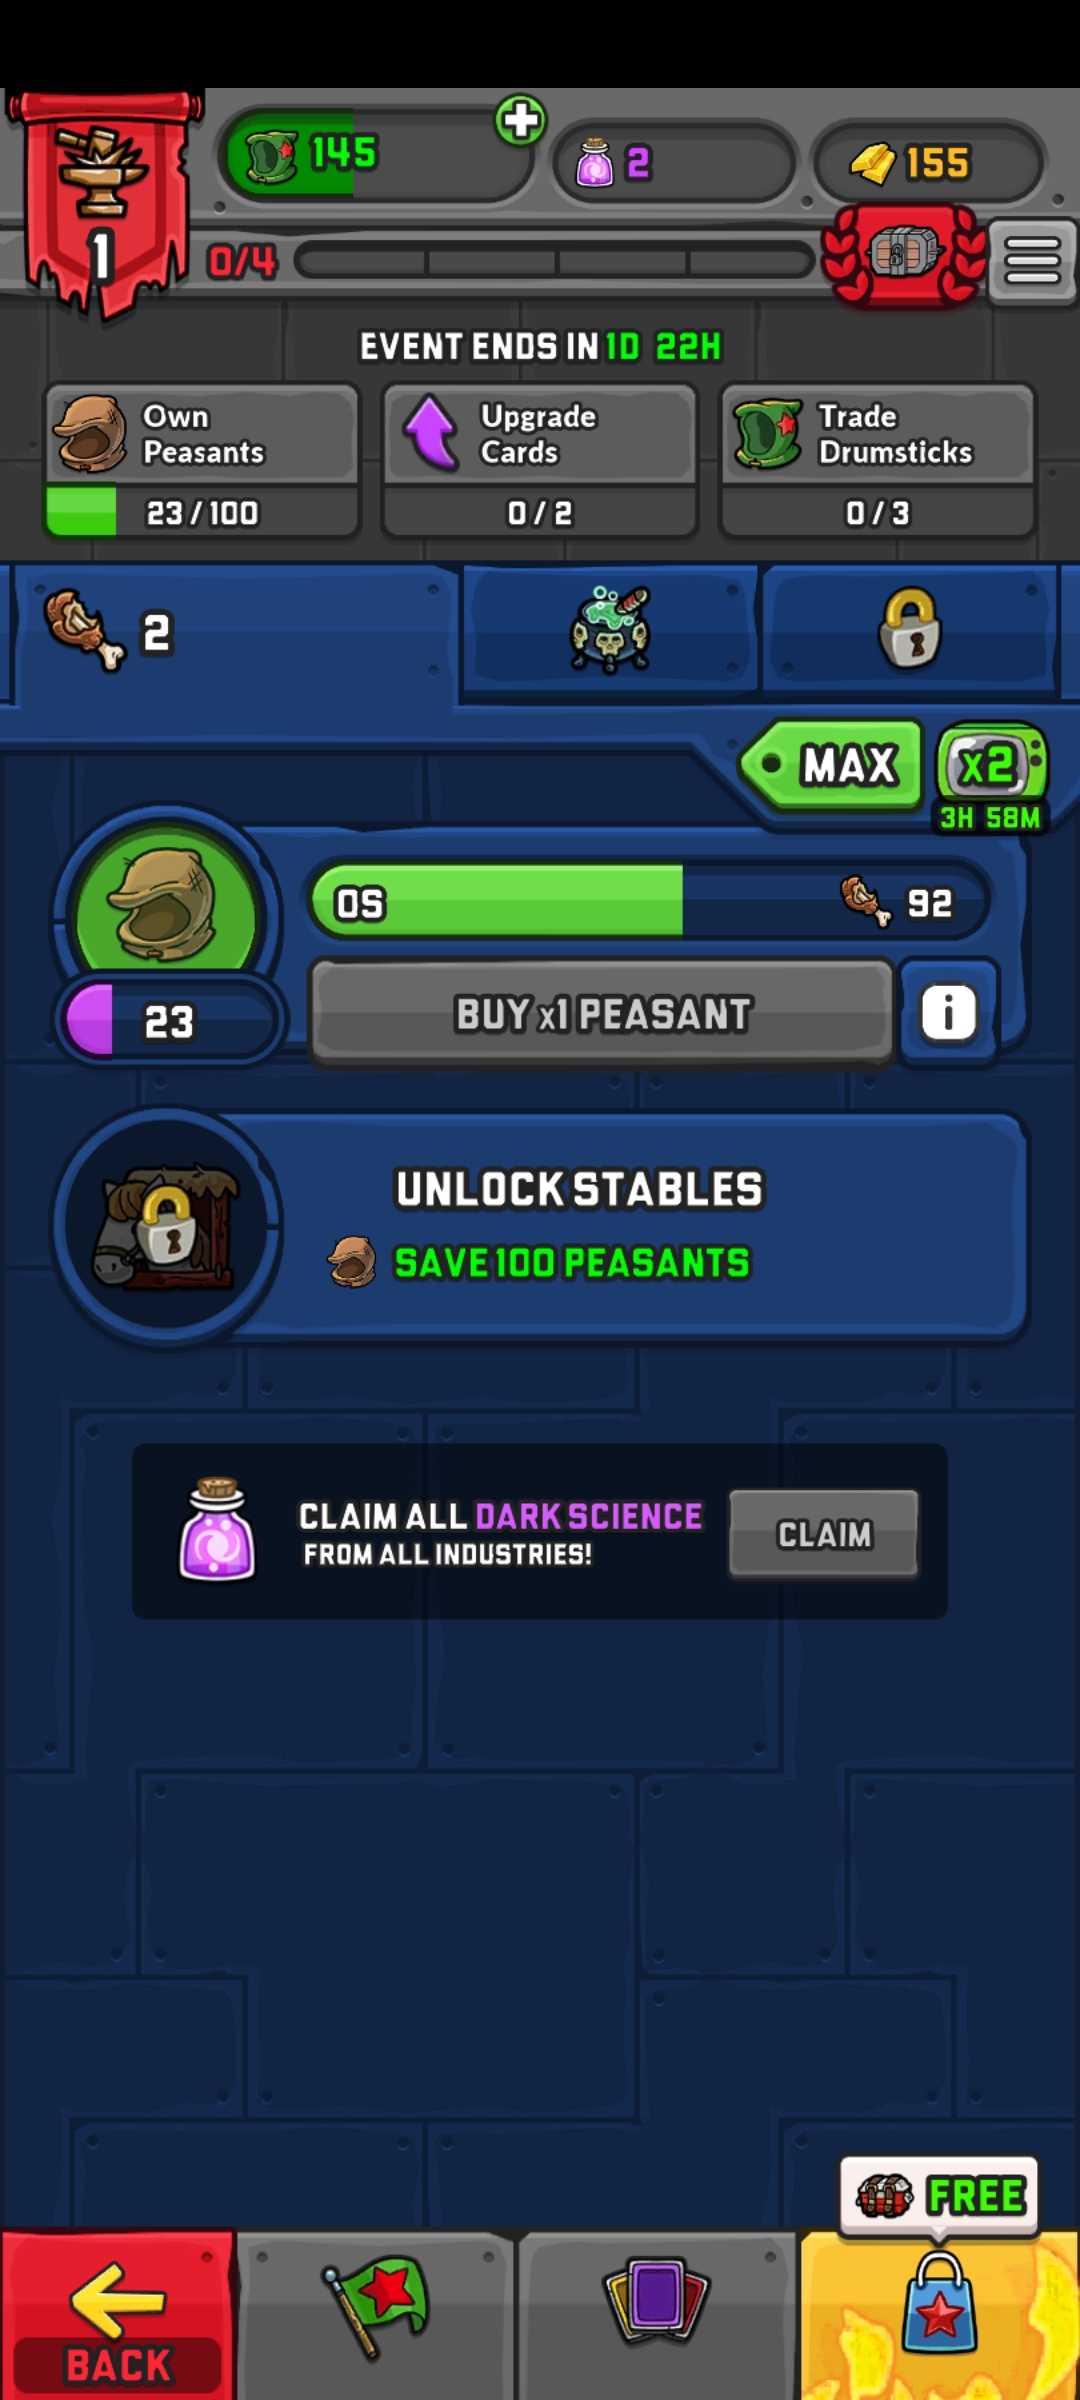 145
2
155
1
0/4
EVENT ENDS IN 1D 22H
Own
Peasants
23/100
Upgrade
Cards
0/2
Trade
Drumsticks
0/3
2
MAX
x2
3H 58M
0S
92
23
BUY x1 PEASANT
i
UNLOCK STABLES
SAVE 100 PEASANTS
CLAIM ALL DARK SCIENCE
FROM ALL INDUSTRIES!
CLAIM
FREE
BACK